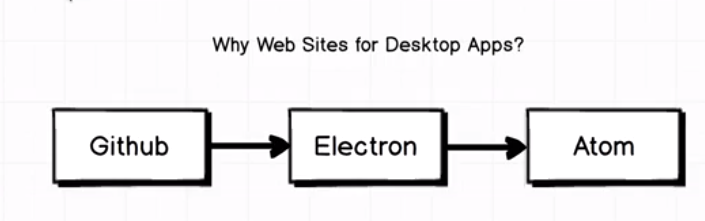 Why Web Sites for Desktop Apps?
Github
Electron
Atom